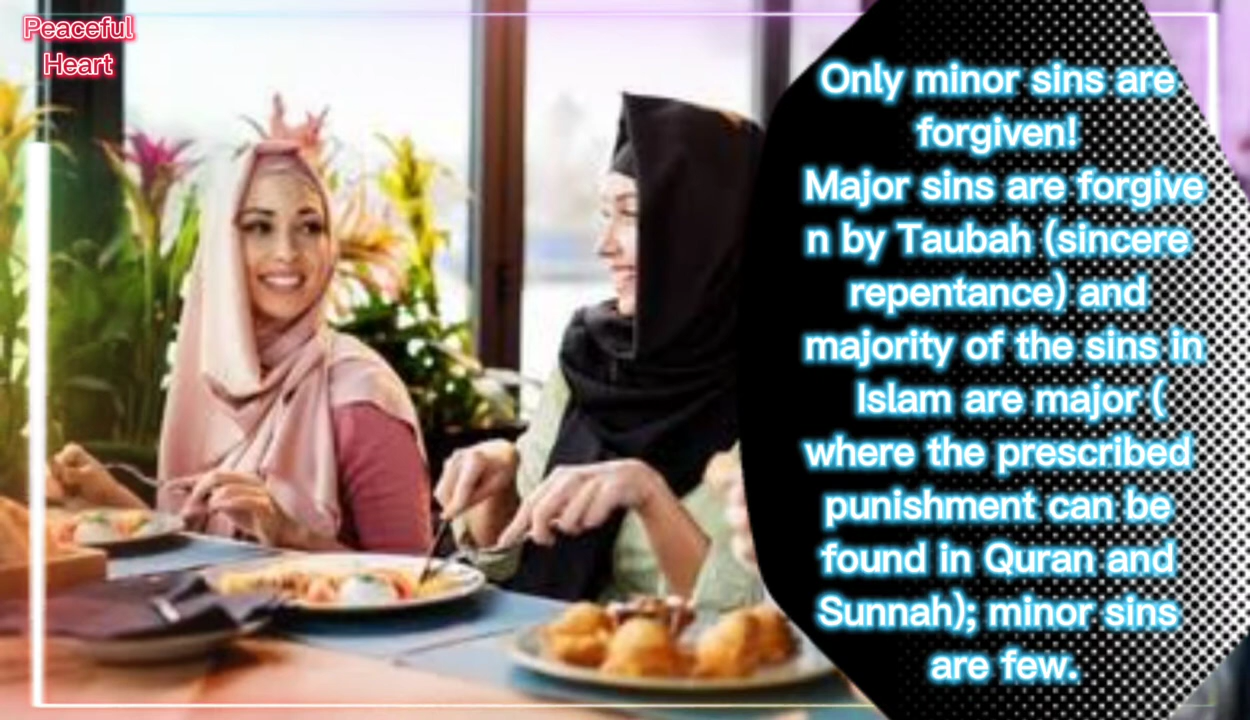 Peaceful
Heart
Only minor sins are
forgiven!
Major sins are forgive
n by Taubah (sincere
repentance) and
majority of the sins in
Islam are major (
where the prescribed
punishment can be
found in Quran and
Sunnah); minor sins
are few.